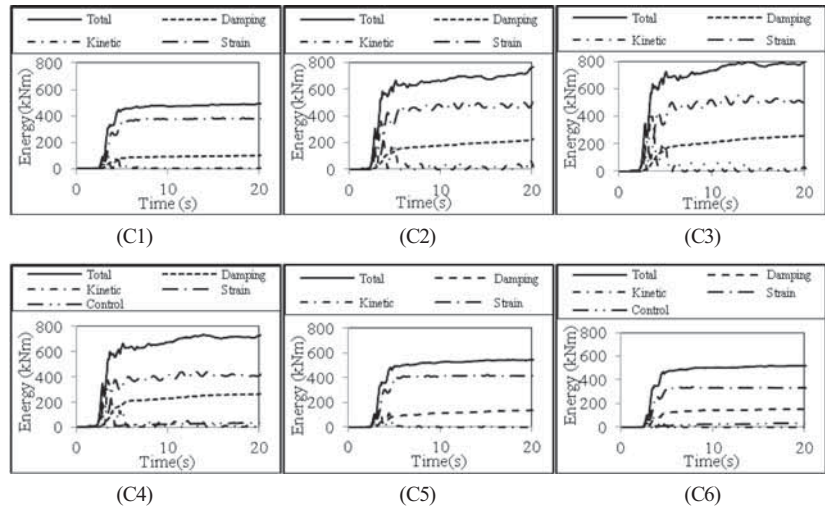 Total Damping
Kinetic Strain
Energy (kNm)
800
600
400
200
0
0 10 20
Time (s)
(C1)
Total Damping
Kinetic Strain
Energy (kNm)
800
600
400
200
0
0 10 20
Time(s)
(C2)
Total Damping
Kinetic Strain
Energy (kNm)
800
600
400
200
0
0 10 20
Time(s)
(C3)
Total Damping
Kinetic Strain
Control
Energy (kNm)
800
600
400
200
0
0 10 20
Time(s)
(C4)
Total Damping
Kinetic Strain
Energy (kNm)
800
600
400
200
0
0 10 20
Time(s)
(C5)
Total Damping
Kinetic Strain
Control
Energy (kNm)
800
600
400
200
0
0 10 20
Time(s)
(C6)